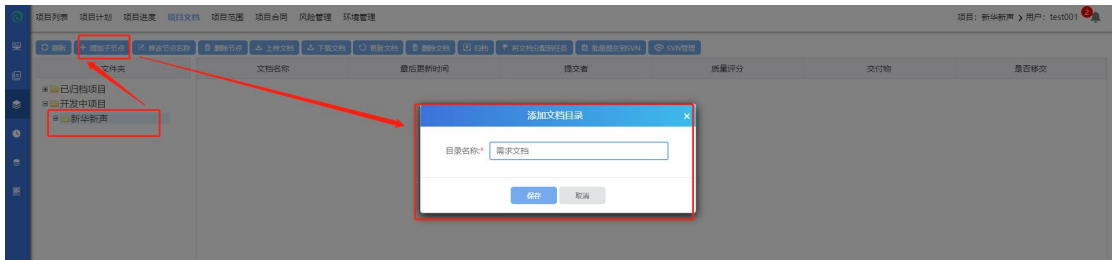 项目列表 项目计划 项目进度 项目文档 项目范围 项目合同 风险管理 环境管理 项目：新华新声 > 用户：test001 2
刷新 增加子节点 修改节点名称 删除节点 上传文档 下载文档 更新文档 删除文档 归档 将文档分配到任务 批量提交到SVN SVN管理
文件夹 文档名称 最后更新时间 提交者 质量评分 交付物 是否移交
已归档项目
开发中项目
新华新声
添加文档目录 ×
目录名称:* 需求文档
保存 取消